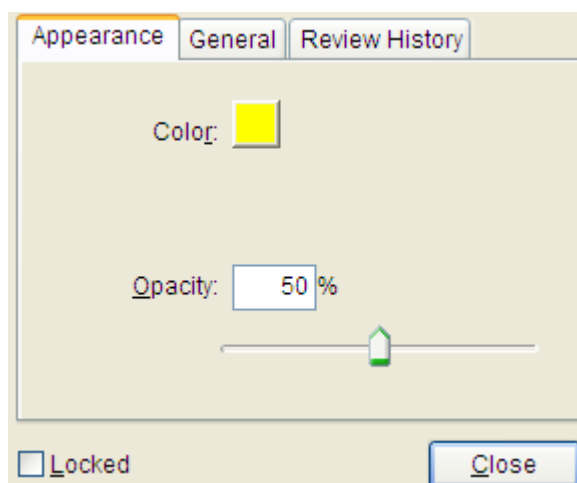 Appearance General Review History
Color:
Opacity: 50 %
Locked Close